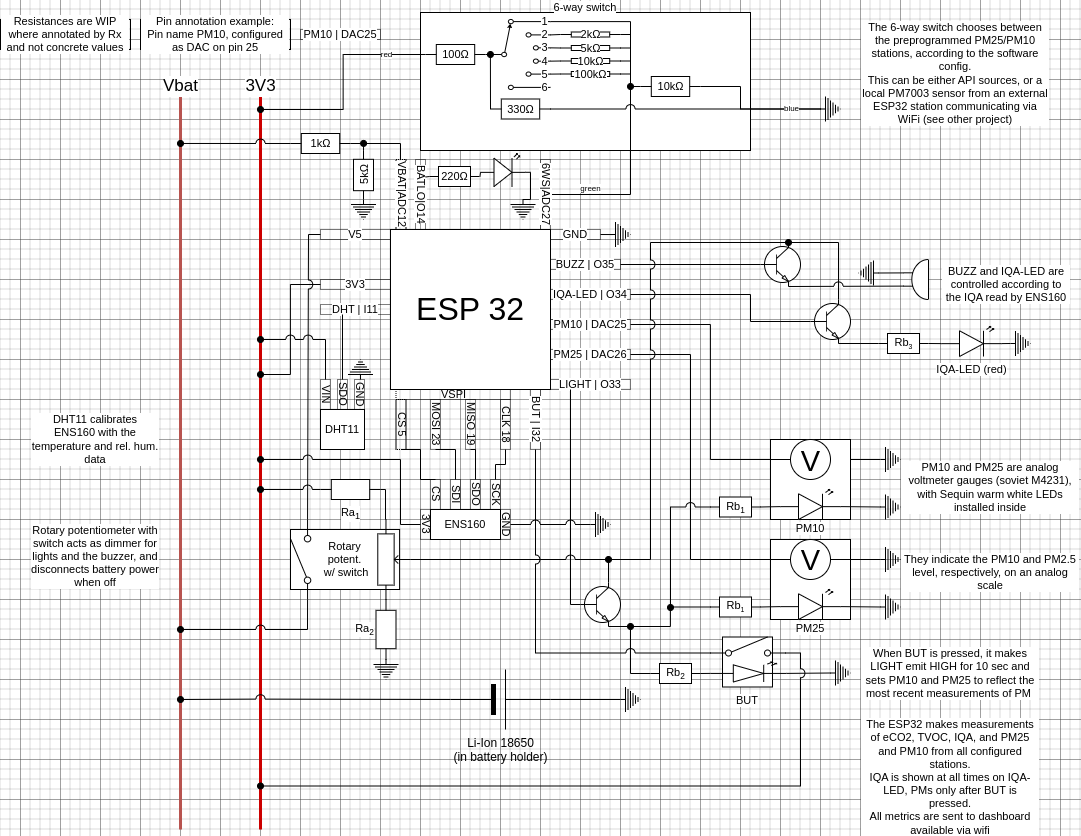 Resistances are WIP
where annotated by Rx
and not concrete values
Pin annotation example:
Pin name PM10, configured
as DAC on pin 25
PM10 | DAC25
6-way switch
1
2
3
4
5
6
2kΩ
5kΩ
10kΩ
100kΩ
red
100Ω
330Ω
10kΩ
blue
green
The 6-way switch chooses between
the preprogrammed PM25/PM10
stations, according to the software
config.
This can be either API sources, or a
local PM7003 sensor from an external
ESP32 station communicating via
WiFi (see other project)
Vbat
3V3
1kΩ
5kΩ
VBAT|ADC12
BATLO|O14
220Ω
6WS|ADC27
V5
3V3
DHT | I11
ESP 32
GND
BUZZ | O35
IQA-LED | O34
PM10 | DAC25
PM25 | DAC26
LIGHT | O33
BUZZ and IQA-LED are
controlled according to
the IQA read by ENS160
Rb3
IQA-LED (red)
VIN
SDO
GND
DHT11
VSPI
CS 5
MOSI 23
MISO 19
CLK 18
BUT | I32
DHT11 calibrates
ENS160 with the
temperature and rel. hum.
data
CS
SDI
SDO
SCK
3V3
ENS160
GND
Ra1
V
Rb1
PM10
PM10 and PM25 are analog
voltmeter gauges (soviet M4231),
with Sequin warm white LEDs
installed inside
Rotary potentiometer with
switch acts as dimmer for
lights and the buzzer, and
disconnects battery power
when off
Rotary
potent.
w/ switch
Ra2
V
Rb1
PM25
They indicate the PM10 and PM2.5
level, respectively, on an analog
scale
Rb2
BUT
When BUT is pressed, it makes
LIGHT emit HIGH for 10 sec and
sets PM10 and PM25 to reflect the
most recent measurements of PM
Li-Ion 18650
(in battery holder)
The ESP32 makes measurements
of eCO2, TVOC, IQA, and PM25
and PM10 from all configured
stations.
IQA is shown at all times on IQA-
LED, PMs only after BUT is
pressed.
All metrics are sent to dashboard
available via wifi